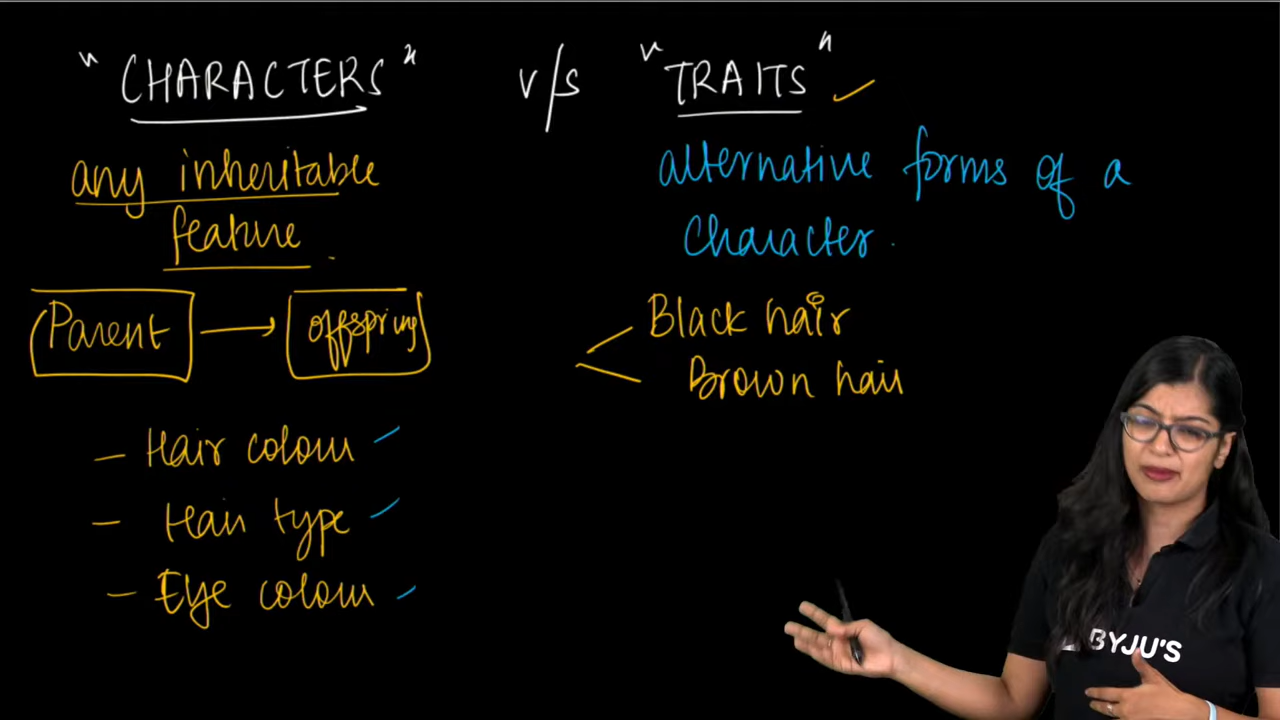 "CHARACTERS" v/s "TRAITS"
any inheritable
feature.
Parent → offspring
- Hair colour
- Hair type
- Eye colour
alternative forms of a
character.
Black hair
Brown hair
BYJU'S